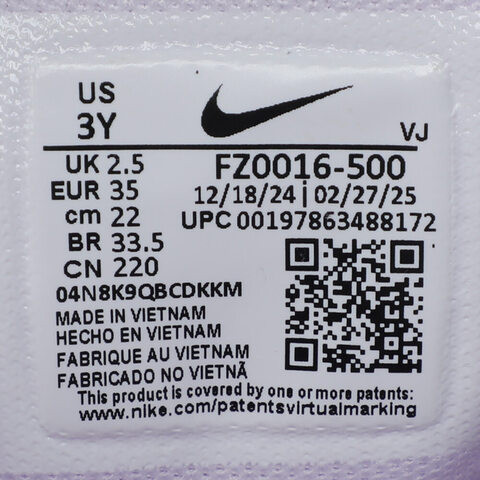 US
3Y
VJ
UK 2.5
FZ0016-500
EUR 35
12/18/24 | 02/27/25
cm 22
UPC 00197863488172
BR 33.5
CN 220
04N8K9QBCDKKM
MADE IN VIETNAM
HECHO EN VIETNAM
FABRIQUE AU VIETNAM
FABRICADO NO VIETNÃ
This product is covered by one or more patents:
www.nike.com/patentsvirtualmarking